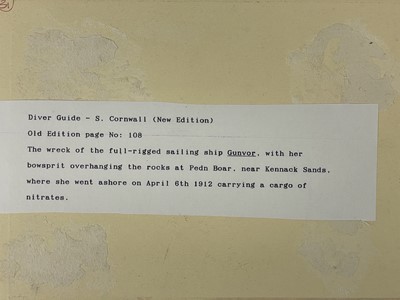 Diver Guide - S. Cornwall (New Edition)
Old Edition page No: 108
The wreck of the full-rigged sailing ship Gunvor, with her
bowsprit overhanging the rocks at Pedn Boar, near Kennack Sands,
where she went ashore on April 6th 1912 carrying a cargo of
nitrates.